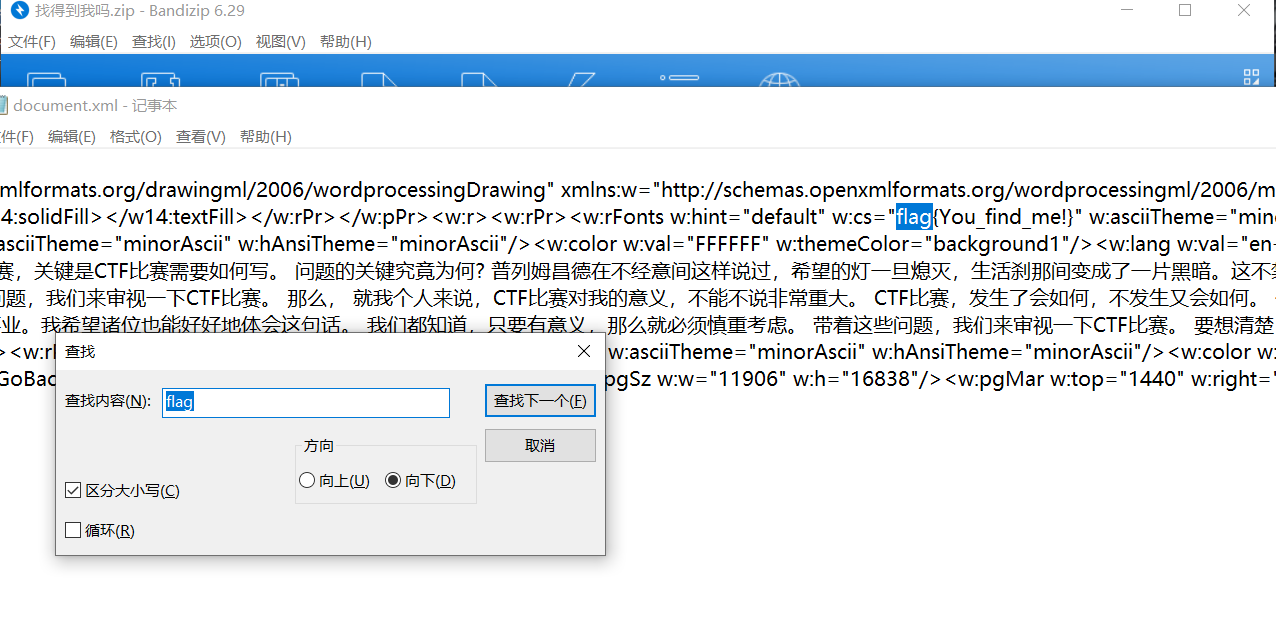 找得到我吗.zip - Bandizip 6.29
文件(F) 编辑(E) 查找(I) 选项(O) 视图(V) 帮助(H)
document.xml - 记事本
件(F) 编辑(E) 格式(O) 查看(V) 帮助(H)
mlformats.org/drawingml/2006/wordprocessingDrawing" xmlns:w="http://schemas.openxmlformats.org/wordprocessingml/2006/m
4:solidFill></w14:textFill></w:rPr></w:pPr><w:r><w:rPr><w:rFonts w:hint="default" w:cs="flag{You_find_me!}" w:asciiTheme="mino
asciiTheme="minorAscii" w:hAnsiTheme="minorAscii"/><w:color w:val="FFFFFF" w:themeColor="background1"/><w:lang w:val="en-
赛，关键是CTF比赛需要如何写。 问题的关键究竟为何? 普列姆昌德在不经意间这样说过，希望的灯一旦熄灭，生活刹那间变成了一片黑暗。这不
问题，我们来审视一下CTF比赛。 那么， 就我个人来说，CTF比赛对我的意义，不能不说非常重大。 CTF比赛，发生了会如何，不发生又会如何。
业。我希望诸位也能好好地体会这句话。 我们都知道，只要有意义，那么就必须慎重考虑。 带着这些问题，我们来审视一下CTF比赛。 要想清楚
><w:r
w:asciiTheme="minorAscii" w:hAnsiTheme="minorAscii"/><w:color w:
GoBac
pgSz w:w="11906" w:h="16838"/><w:pgMar w:top="1440" w:right="
查找
查找内容(N): flag
查找下一个(F)
方向
取消
向上(U) 向下(D)
区分大小写(C)
循环(R)